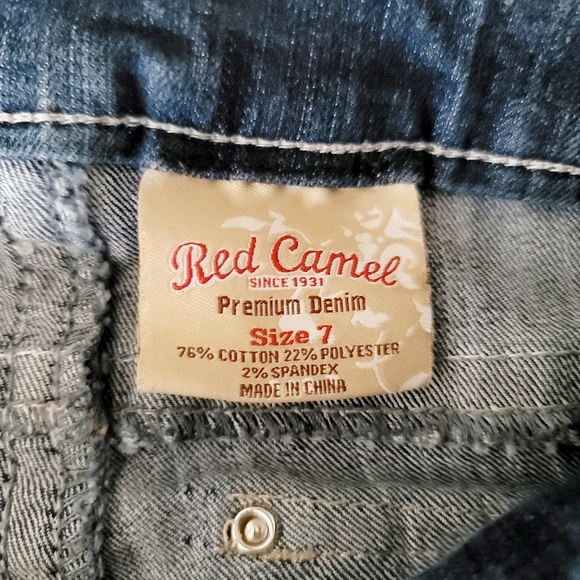 Red Camel
SINCE 1931
Premium Denim
Size 7
76% COTTON 22% POLYESTER
2% SPANDEX
MADE IN CHINA